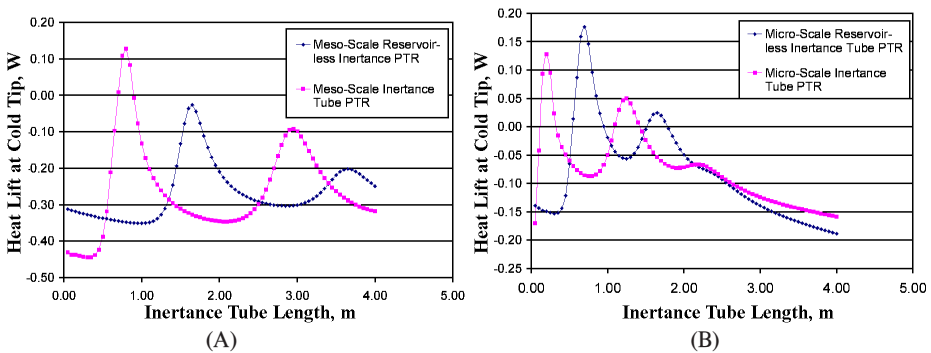 (A)
0.20
0.10
0.00
-0.10
-0.20
-0.30
-0.40
-0.50
Heat Lift at Cold Tip, W
Meso-Scale Reservoir-
less Inertance PTR
Meso-Scale Inertance
Tube PTR
0.00
1.00
2.00
3.00
4.00
5.00
Inertance Tube Length, m
(A)
(B)
0.20
0.15
0.10
0.05
0.00
-0.05
-0.10
-0.15
-0.20
-0.25
Heat Lift at Cold Tip, W
Micro-Scale Reservoir-
less Inertance Tube PTR
Micro-Scale Inertance
Tube PTR
0.00
1.00
2.00
3.00
4.00
5.00
Inertance Tube Length, m
(B)